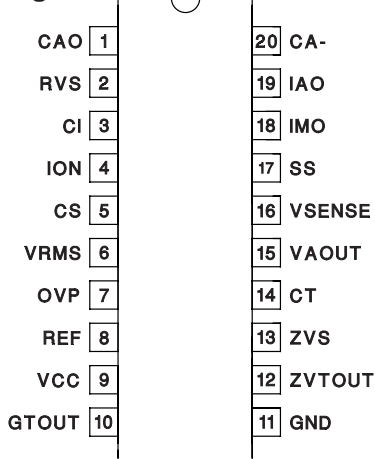 CAO 1 20 CA-
RVS 2 19 IAO
CI 3 18 IMO
ION 4 17 SS
CS 5 16 VSENSE
VRMS 6 15 VAOUT
OVP 7 14 CT
REF 8 13 ZVS
VCC 9 12 ZVTOUT
GTOUT 10 11 GND